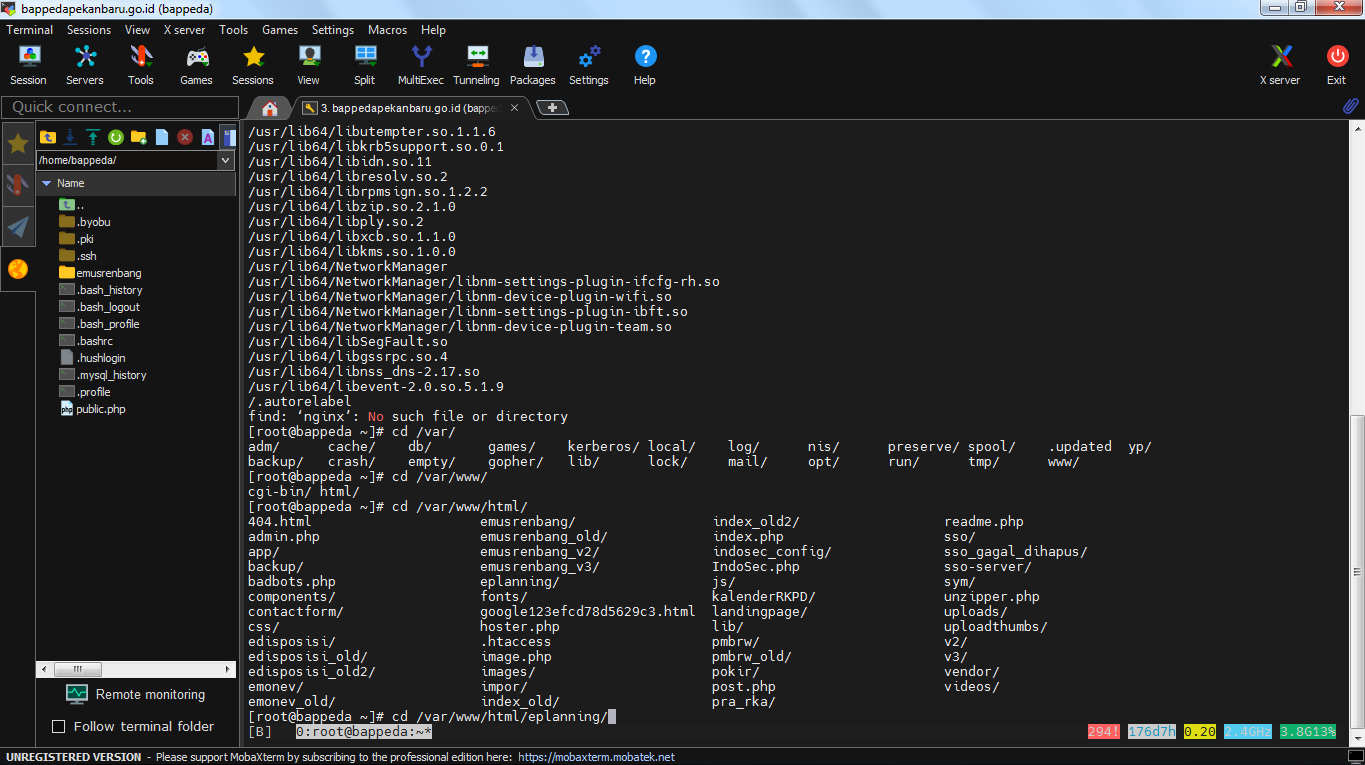 bappedapekanbaru.go.id (bappeda)
Terminal Sessions View X server Tools Games Settings Macros Help
Session Servers Tools Games Sessions View Split MultiExec Tunneling Packages Settings Help X server Exit
Quick connect...
3. bappedapekanbaru.go.id (bapped
/home/bappeda/
Name
..
.byobu
.pki
.ssh
emusrenbang
.bash_history
.bash_logout
.bash_profile
.bashrc
.hushlogin
.mysql_history
.profile
public.php
Remote monitoring
Follow terminal folder
/usr/lib64/libutempter.so.1.1.6
/usr/lib64/libkrb5support.so.0.1
/usr/lib64/libidn.so.11
/usr/lib64/libresolv.so.2
/usr/lib64/librpmsign.so.1.2.2
/usr/lib64/libzip.so.2.1.0
/usr/lib64/libply.so.2
/usr/lib64/libxcb.so.1.1.0
/usr/lib64/libkms.so.1.0.0
/usr/lib64/NetworkManager
/usr/lib64/NetworkManager/libnm-settings-plugin-ifcfg-rh.so
/usr/lib64/NetworkManager/libnm-device-plugin-wifi.so
/usr/lib64/NetworkManager/libnm-settings-plugin-ibft.so
/usr/lib64/NetworkManager/libnm-device-plugin-team.so
/usr/lib64/libSegFault.so
/usr/lib64/libgssrpc.so.4
/usr/lib64/libnss_dns-2.17.so
/usr/lib64/libevent-2.0.so.5.1.9
/.autorelabel
find: ‘nginx’: No such file or directory
[root@bappeda ~]# cd /var/
adm/ cache/ db/ games/ kerberos/ local/ log/ nis/ preserve/ spool/ .updated yp/
backup/ crash/ empty/ gopher/ lib/ lock/ mail/ opt/ run/ tmp/ www/
[root@bappeda ~]# cd /var/www/
cgi-bin/ html/
[root@bappeda ~]# cd /var/www/html/
404.html emusrenbang/ index_old2/ readme.php
admin.php emusrenbang_old/ index.php sso/
app/ emusrenbang_v2/ indosec_config/ sso_gagal_dihapus/
backup/ emusrenbang_v3/ IndoSec.php sso-server/
badbots.php eplanning/ js/ sym/
components/ fonts/ kalenderRKPD/ unzipper.php
contactform/ google123efcd78d5629c3.html landingpage/ uploads/
css/ hoster.php lib/ uploadthumbs/
edisposisi/ .htaccess pmbrw/ v2/
edisposisi_old/ image.php pmbrw_old/ v3/
edisposisi_old2/ images/ pokir/ vendor/
emonev/ impor/ post.php videos/
emonev_old/ index_old/ pra_rka/
[root@bappeda ~]# cd /var/www/html/eplanning/
[B] 0:root@bappeda:~* 294! 176d7h 0.20 2.4GHz 3.8G13%
UNREGISTERED VERSION - Please support MobaXterm by subscribing to the professional edition here: https://mobaxterm.mobatek.net